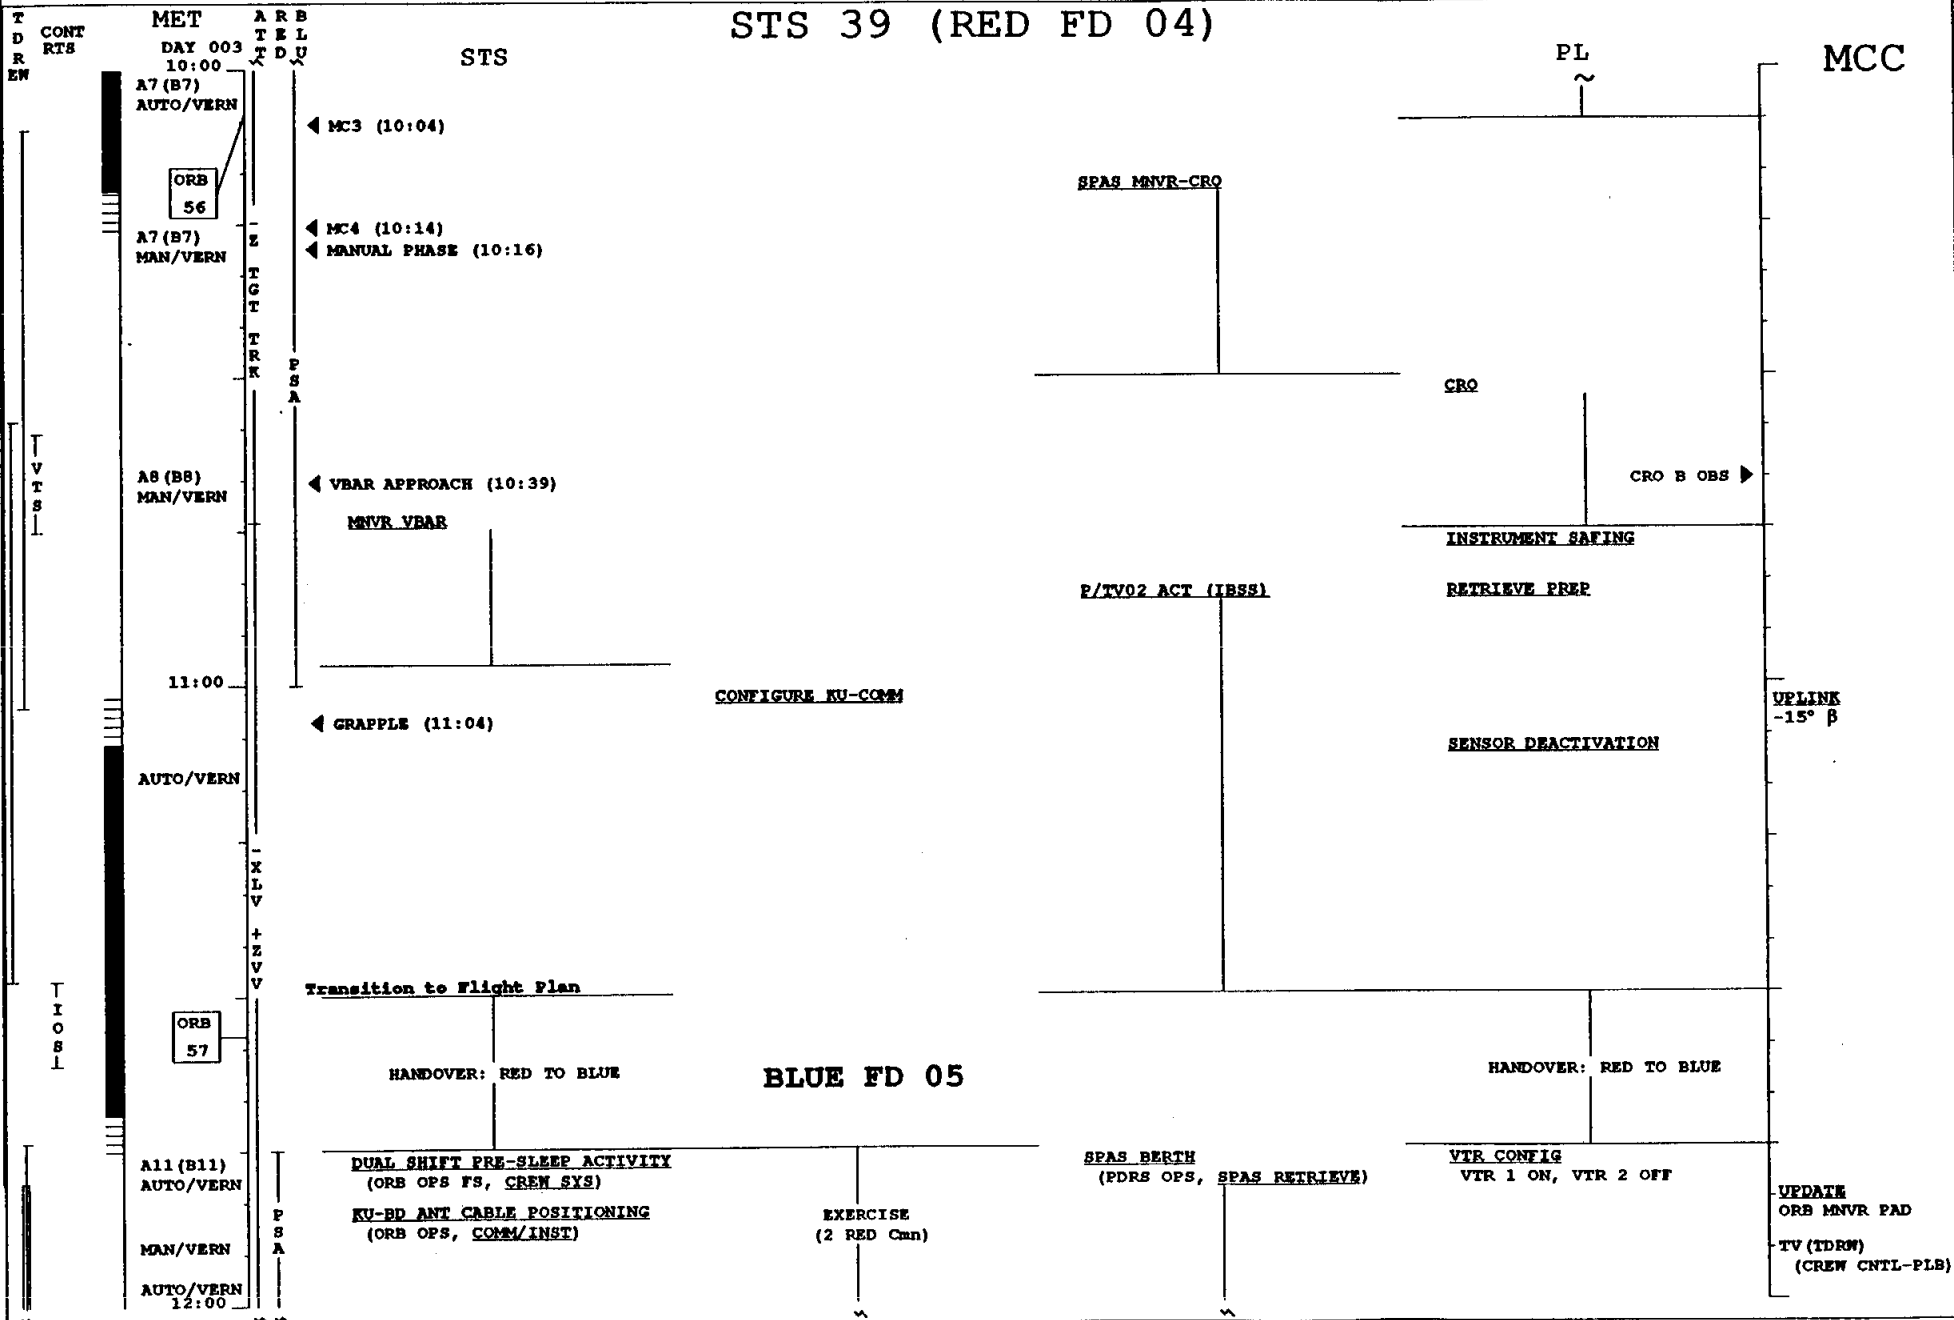 STS 39 (RED FD 04)
TDR
EW
CONT
RTS
MET
DAY 003
10:00
ATT
RED
BLU
STS
PL
MCC
A7(B7)
AUTO/VERN
MC3 (10:04)
ORB
56
SPAS MNVR-CRO
A7(B7)
MAN/VERN
-Z TGT TRK
MC4 (10:14)
MANUAL PHASE (10:16)
PSA
CRO
VTS
A8(B8)
MAN/VERN
VBAR APPROACH (10:39)
CRO B OBS
MNVR VBAR
INSTRUMENT SAFING
P/TV02 ACT (IBSS)
RETRIEVE PREP
11:00
CONFIGURE KU-COMM
UPLINK
-15° β
GRAPPLE (11:04)
SENSOR DEACTIVATION
AUTO/VERN
-XLV +ZVV
Transition to Flight Plan
IOS
ORB
57
HANDOVER: RED TO BLUE
BLUE FD 05
HANDOVER: RED TO BLUE
A11(B11)
AUTO/VERN
DUAL SHIFT PRE-SLEEP ACTIVITY
(ORB OPS FS, CREW SYS)
SPAS BERTH
(PDRS OPS, SPAS RETRIEVE)
VTR CONFIG
VTR 1 ON, VTR 2 OFF
UPDATE
ORB MNVR PAD
KU-BD ANT CABLE POSITIONING
(ORB OPS, COMM/INST)
EXERCISE
(2 RED Cmn)
PSA
MAN/VERN
TV(TDRW)
(CREW CNTL-PLB)
AUTO/VERN
12:00